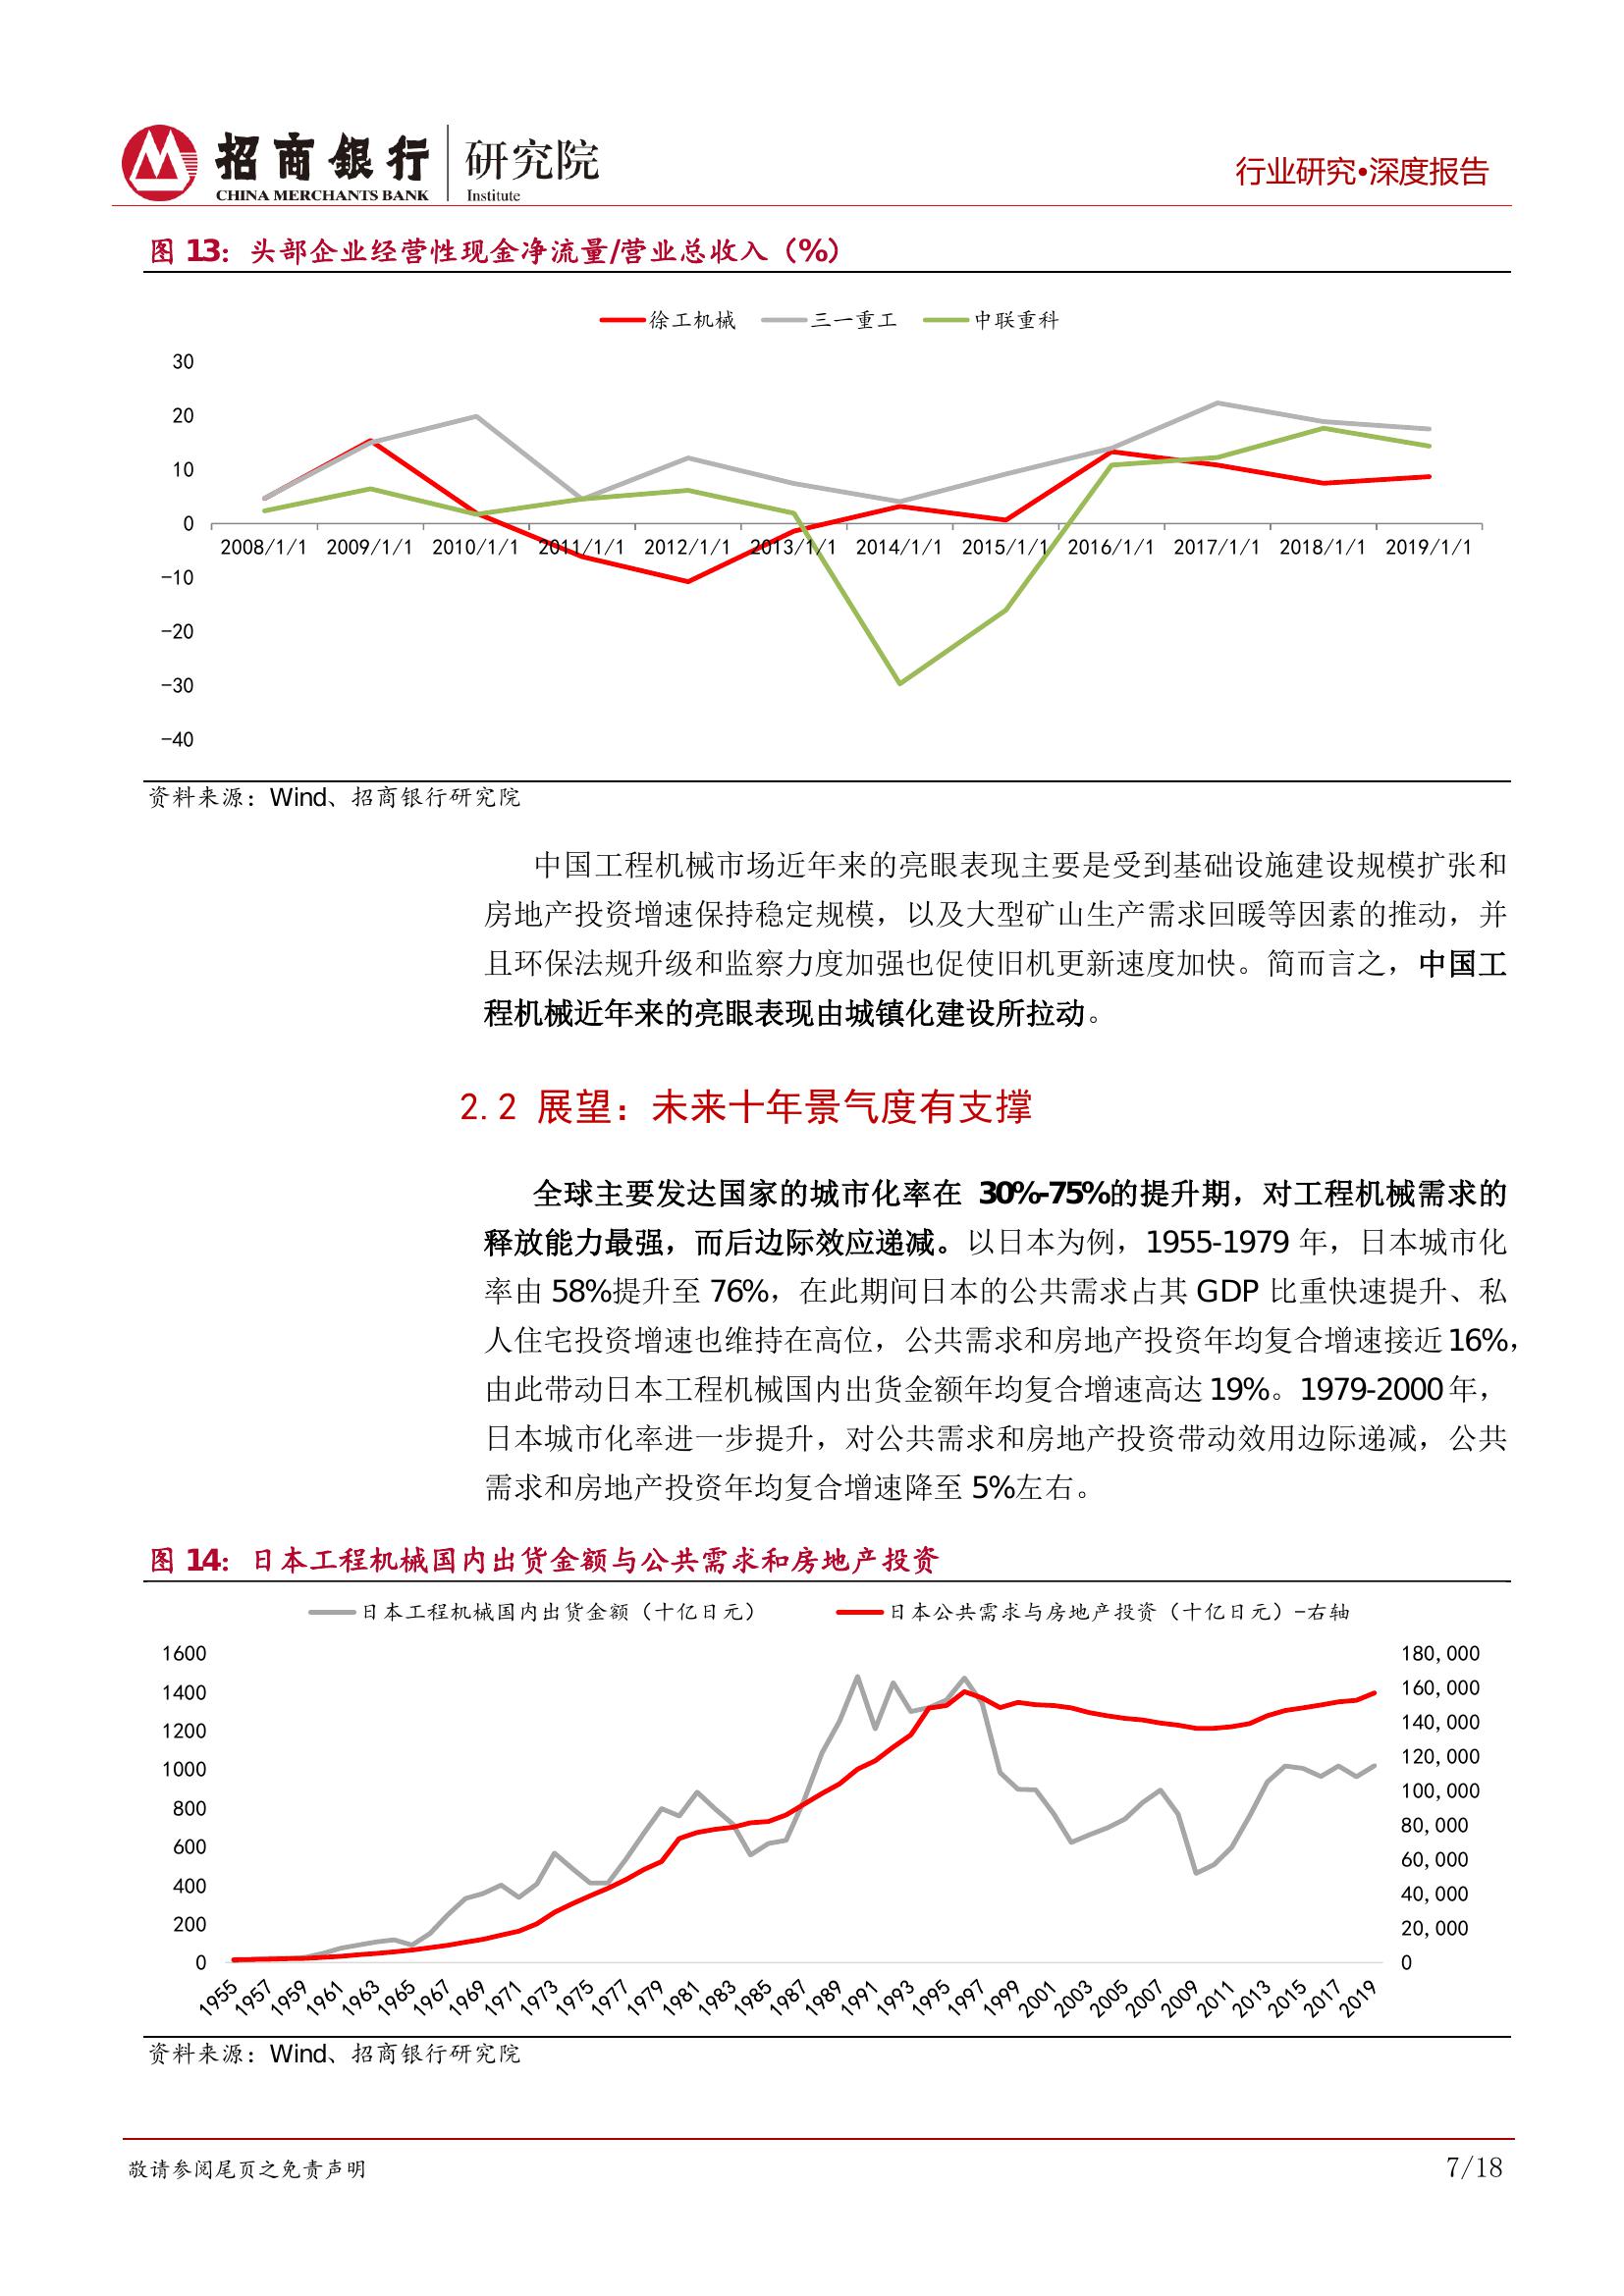 招商银行 研究院
CHINA MERCHANTS BANK Institute
行业研究•深度报告
图 13：头部企业经营性现金净流量/营业总收入（%）
徐工机械 三一重工 中联重科
30
20
10
0
2008/1/1 2009/1/1 2010/1/1 2011/1/1 2012/1/1 2013/1/1 2014/1/1 2015/1/1 2016/1/1 2017/1/1 2018/1/1 2019/1/1
-10
-20
-30
-40
资料来源：Wind、招商银行研究院
中国工程机械市场近年来的亮眼表现主要是受到基础设施建设规模扩张和
房地产投资增速保持稳定规模，以及大型矿山生产需求回暖等因素的推动，并
且环保法规升级和监察力度加强也促使旧机更新速度加快。简而言之，中国工
程机械近年来的亮眼表现由城镇化建设所拉动。
2.2 展望：未来十年景气度有支撑
全球主要发达国家的城市化率在 30%-75%的提升期，对工程机械需求的
释放能力最强，而后边际效应递减。以日本为例，1955-1979 年，日本城市化
率由 58%提升至 76%，在此期间日本的公共需求占其 GDP 比重快速提升、私
人住宅投资增速也维持在高位，公共需求和房地产投资年均复合增速接近 16%，
由此带动日本工程机械国内出货金额年均复合增速高达 19%。1979-2000 年，
日本城市化率进一步提升，对公共需求和房地产投资带动效用边际递减，公共
需求和房地产投资年均复合增速降至 5%左右。
图 14：日本工程机械国内出货金额与公共需求和房地产投资
日本工程机械国内出货金额（十亿日元） 日本公共需求与房地产投资（十亿日元）-右轴
1600 180,000
1400 160,000
1200 140,000
1000 120,000
800 100,000
600 80,000
400 60,000
200 40,000
0 20,000
0
1955 1957 1959 1961 1963 1965 1967 1969 1971 1973 1975 1977 1979 1981 1983 1985 1987 1989 1991 1993 1995 1997 1999 2001 2003 2005 2007 2009 2011 2013 2015 2017 2019
资料来源：Wind、招商银行研究院
敬请参阅尾页之免责声明
7/18